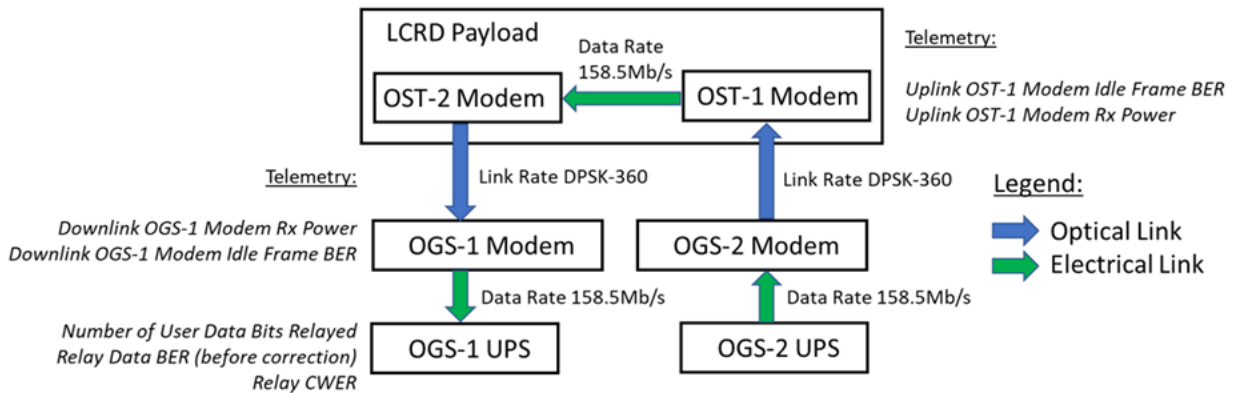 LCRD Payload
Data Rate
158.5Mb/s
OST-2 Modem
OST-1 Modem
Telemetry:
Uplink OST-1 Modem Idle Frame BER
Uplink OST-1 Modem Rx Power
Telemetry:
Link Rate DPSK-360
Link Rate DPSK-360
Legend:
Optical Link
Electrical Link
Downlink OGS-1 Modem Rx Power
Downlink OGS-1 Modem Idle Frame BER
OGS-1 Modem
OGS-2 Modem
Data Rate 158.5Mb/s
Data Rate 158.5Mb/s
Number of User Data Bits Relayed
Relay Data BER (before correction)
Relay CWER
OGS-1 UPS
OGS-2 UPS